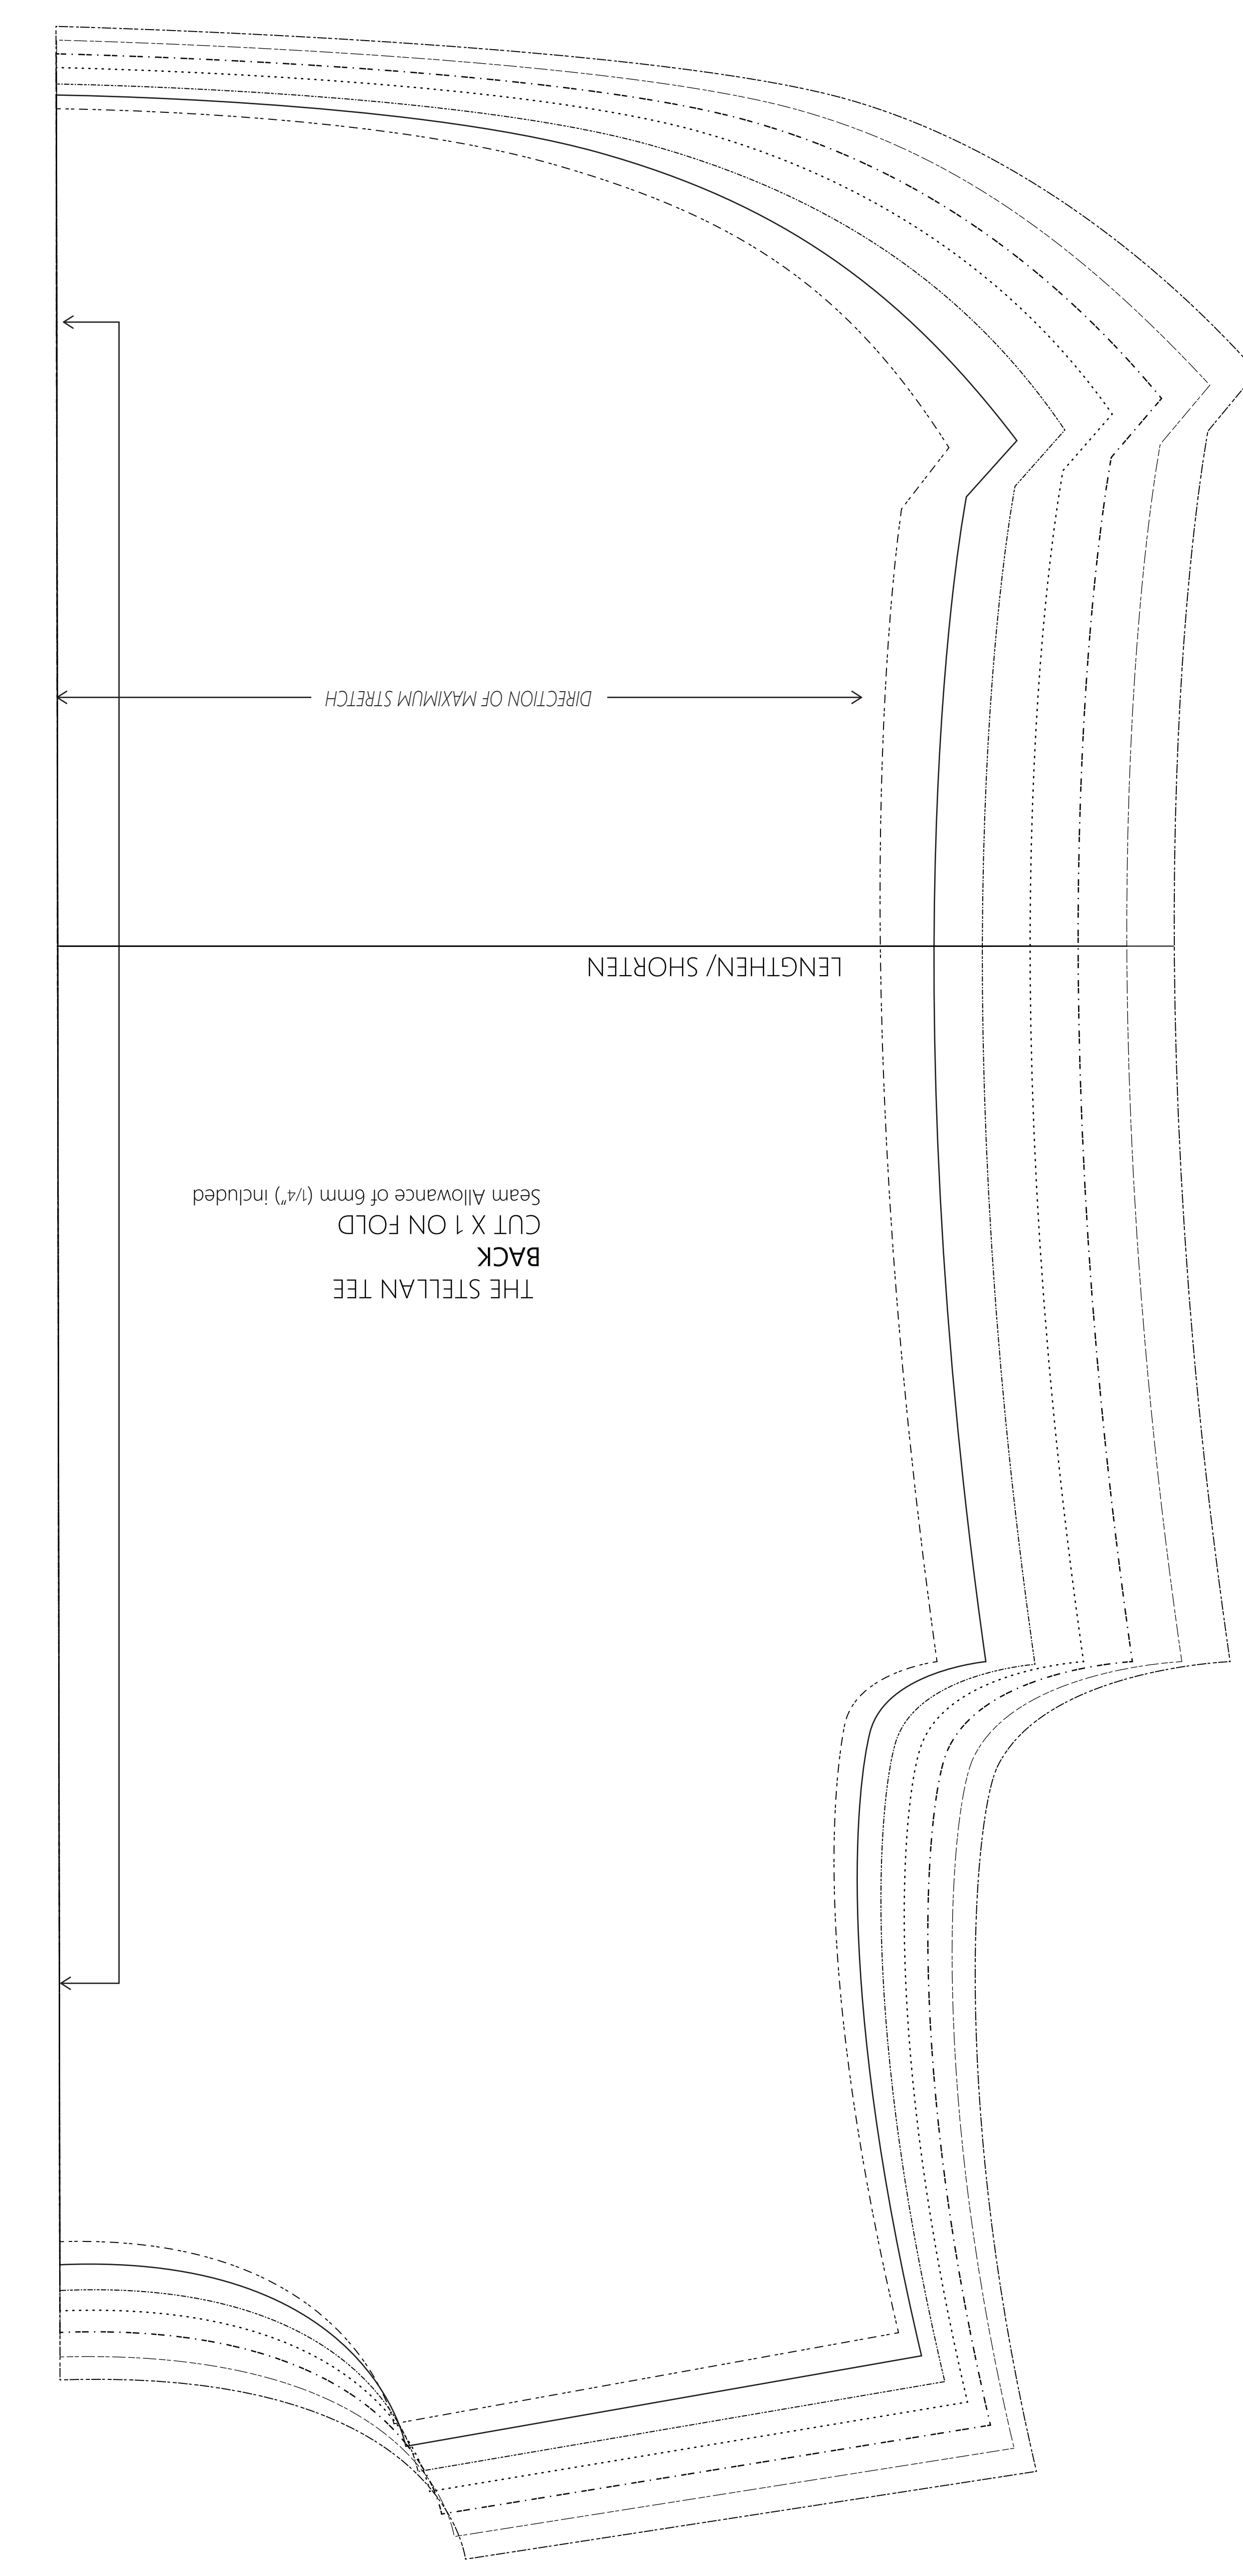 THE STELLAN TEE
BACK
CUT X 1 ON FOLD
Seam Allowance of 6mm (1/4") included
LENGTHEN/ SHORTEN
DIRECTION OF MAXIMUM STRETCH